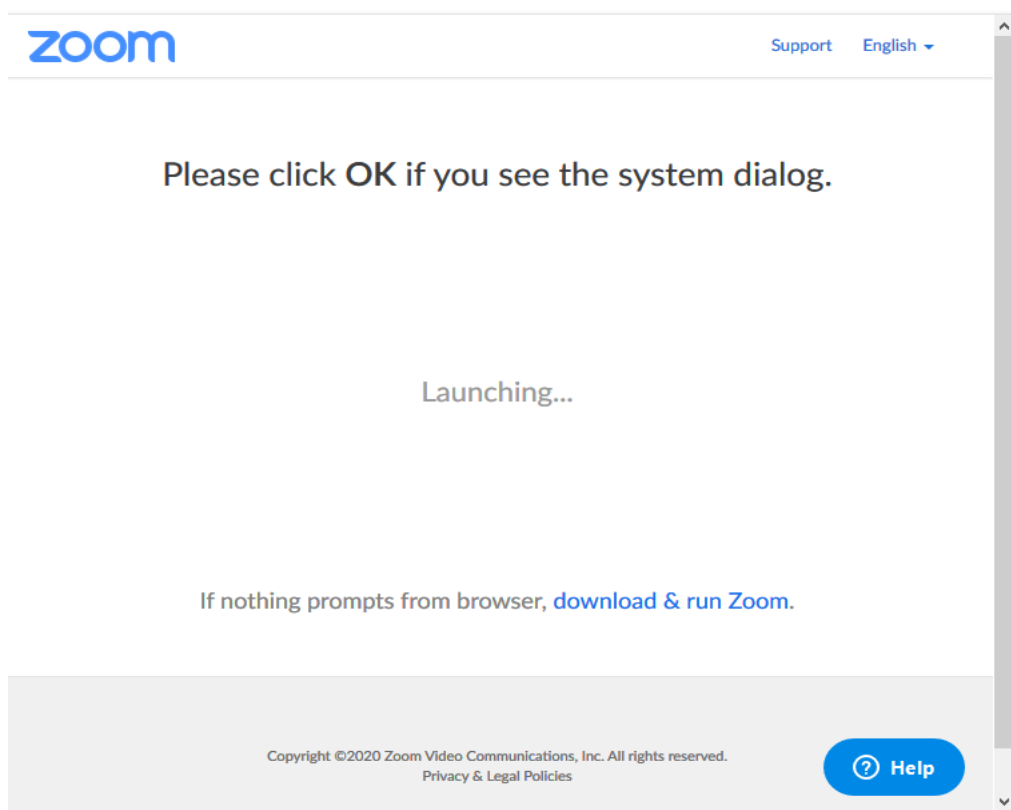 zoom
Support English
Please click OK if you see the system dialog.
Launching...
If nothing prompts from browser, download & run Zoom.
Copyright ©2020 Zoom Video Communications, Inc. All rights reserved.
Privacy & Legal Policies
? Help